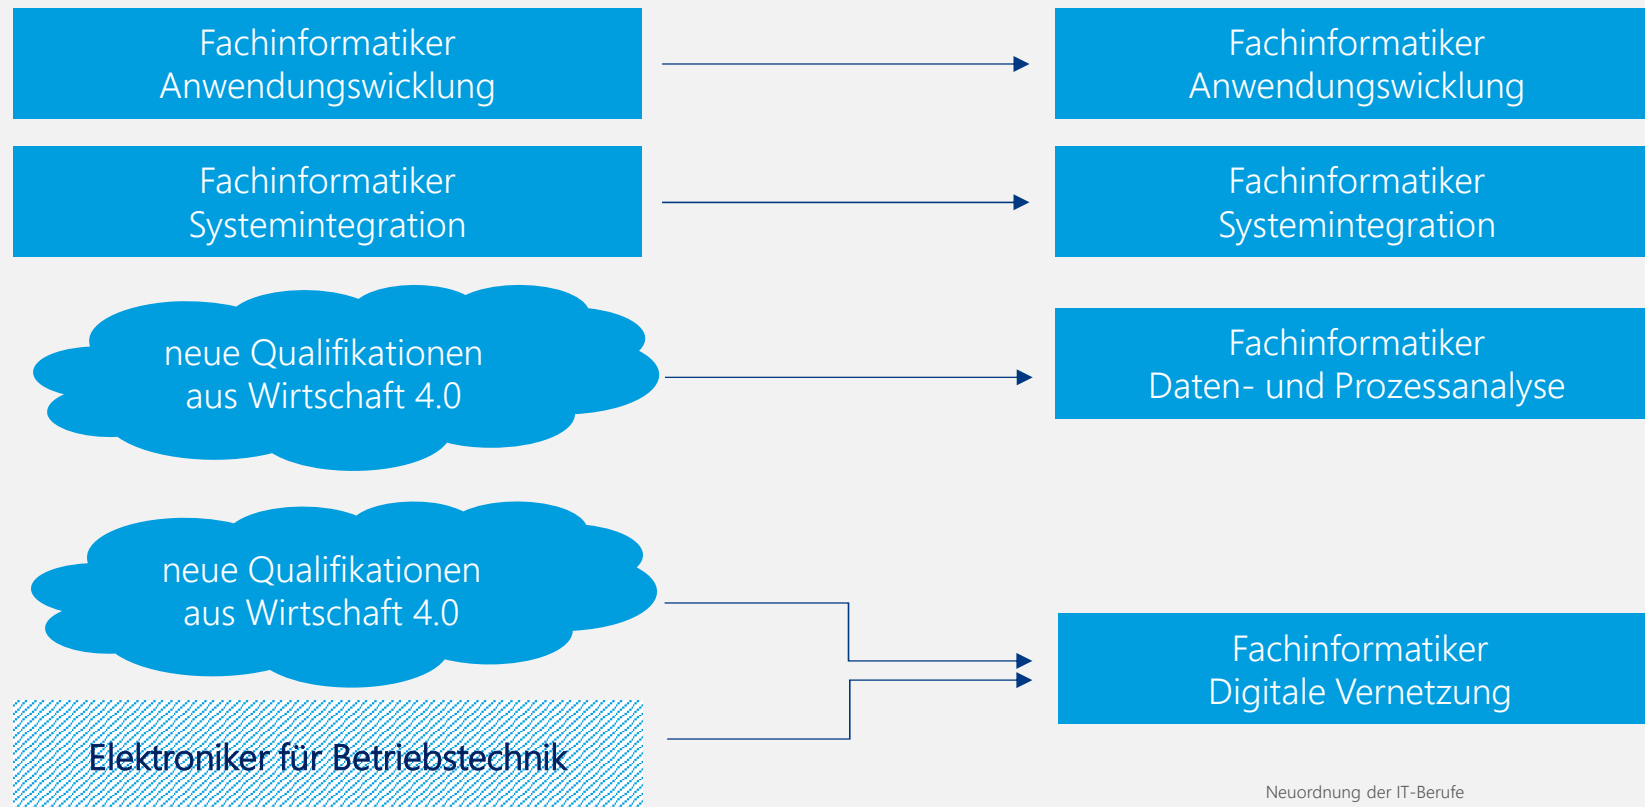 Fachinformatiker
Anwendungswicklung
Fachinformatiker
Anwendungswicklung
Fachinformatiker
Systemintegration
Fachinformatiker
Systemintegration
neue Qualifikationen
aus Wirtschaft 4.0
Fachinformatiker
Daten- und Prozessanalyse
neue Qualifikationen
aus Wirtschaft 4.0
Fachinformatiker
Digitale Vernetzung
Elektroniker für Betriebstechnik
Neuordnung der IT-Berufe